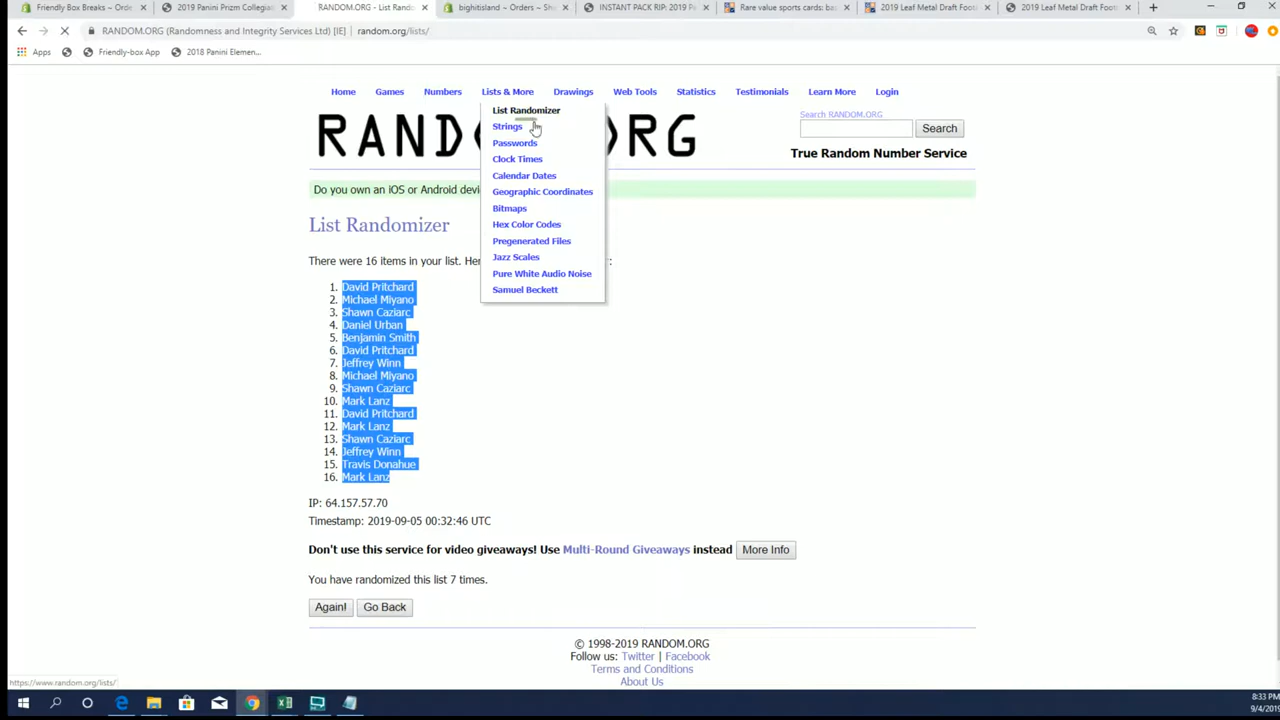 Friendly Box Breaks ~ Orde
2019 Panini Prizm Collegiat
RANDOM.ORG - List Rando
bighitisland ~ Orders ~ Sh
INSTANT PACK RIP: 2019 P
Rare value sports cards: ba
2019 Leaf Metal Draft Foot
2019 Leaf Metal Draft Foot
RANDOM.ORG (Randomness and Integrity Services Ltd) [IE] | random.org/lists/
Apps
Friendly-box App
2018 Panini Elemen...
Home Games Numbers Lists & More Drawings Web Tools Statistics Testimonials Learn More Login
List Randomizer
Strings
Passwords
Clock Times
Calendar Dates
Geographic Coordinates
Bitmaps
Hex Color Codes
Pregenerated Files
Jazz Scales
Pure White Audio Noise
Samuel Beckett
Search RANDOM.ORG
Search
True Random Number Service
Do you own an iOS or Android devi
List Randomizer
There were 16 items in your list. Her
1. David Pritchard
2. Michael Miyano
3. Shawn Caziarc
4. Daniel Urban
5. Benjamin Smith
6. David Pritchard
7. Jeffrey Winn
8. Michael Miyano
9. Shawn Caziarc
10. Mark Lanz
11. David Pritchard
12. Mark Lanz
13. Shawn Caziarc
14. Jeffrey Winn
15. Travis Donahue
16. Mark Lanz
IP: 64.157.57.70
Timestamp: 2019-09-05 00:32:46 UTC
Don't use this service for video giveaways! Use Multi-Round Giveaways instead More Info
You have randomized this list 7 times.
Again! Go Back
© 1998-2019 RANDOM.ORG
Follow us: Twitter | Facebook
Terms and Conditions
About Us
https://www.random.org/lists/
8:33 PM
9/4/2019